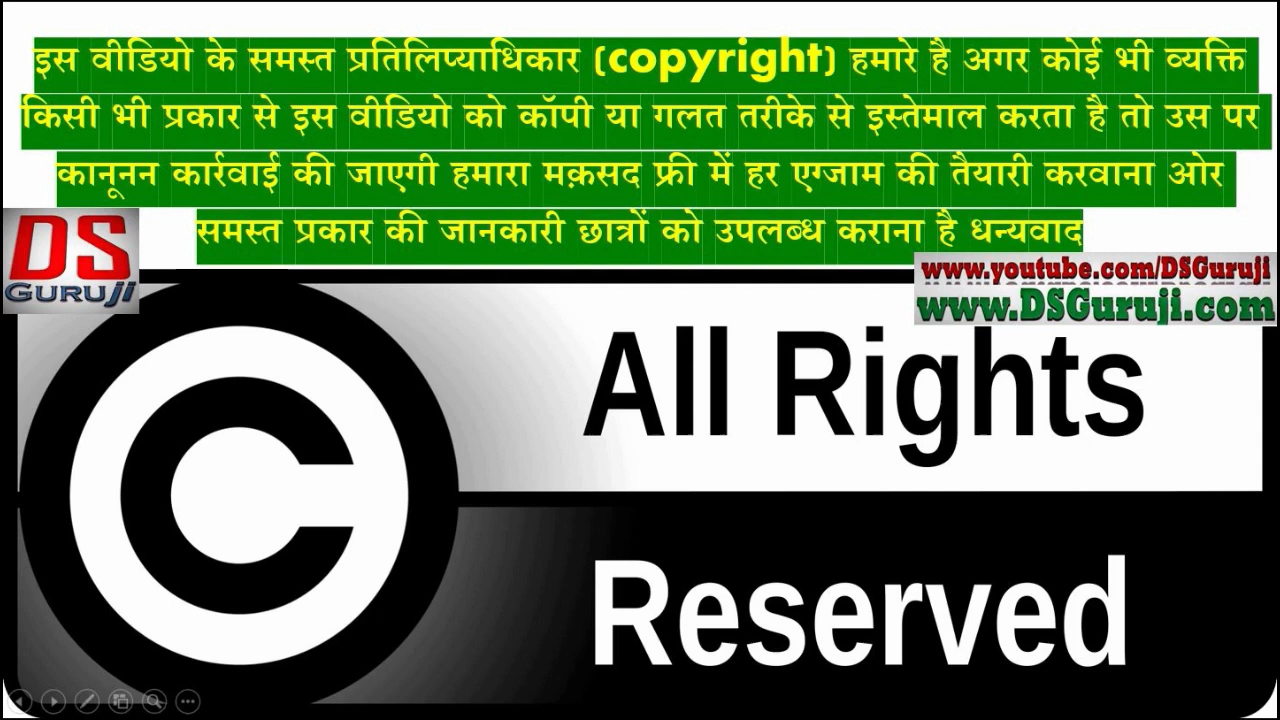 इस वीडियो के समस्त प्रतिलिप्याधिकार (copyright) हमारे है अगर कोई भी व्यक्ति
किसी भी प्रकार से इस वीडियो को कॉपी या गलत तरीके से इस्तेमाल करता है तो उस पर
कानूनन कार्रवाई की जाएगी हमारा मक़सद फ्री में हर एग्जाम की तैयारी करवाना ओर
समस्त प्रकार की जानकारी छात्रों को उपलब्ध कराना है धन्यवाद
DS
GURUJI
www.youtube.com/DSGuruji
www.DSGuruji.com
All Rights
Reserved